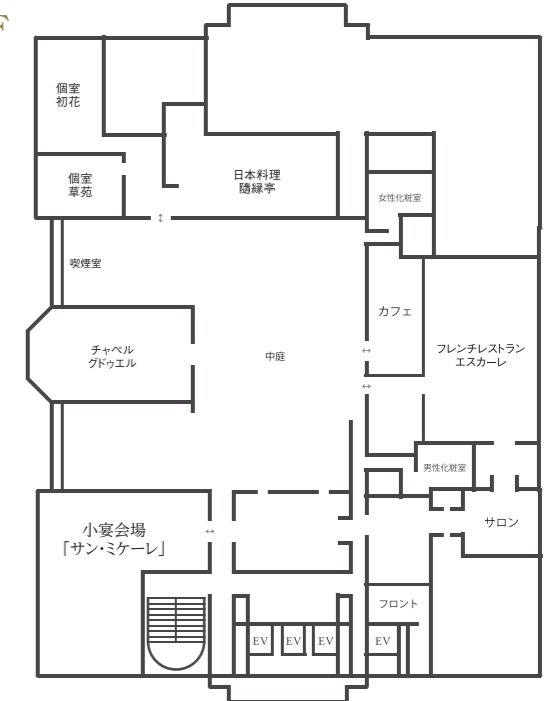 F
個室
初花
個室
草苑
日本料理
隨縁亭
女性化粧室
↕
喫煙室
カフェ
チャペル
グドゥエル
中庭
↔
フレンチレストラン
エスカーレ
↔
男性化粧室
小宴会場
「サン・ミケーレ」
↔
サロン
フロント
EV EV EV EV